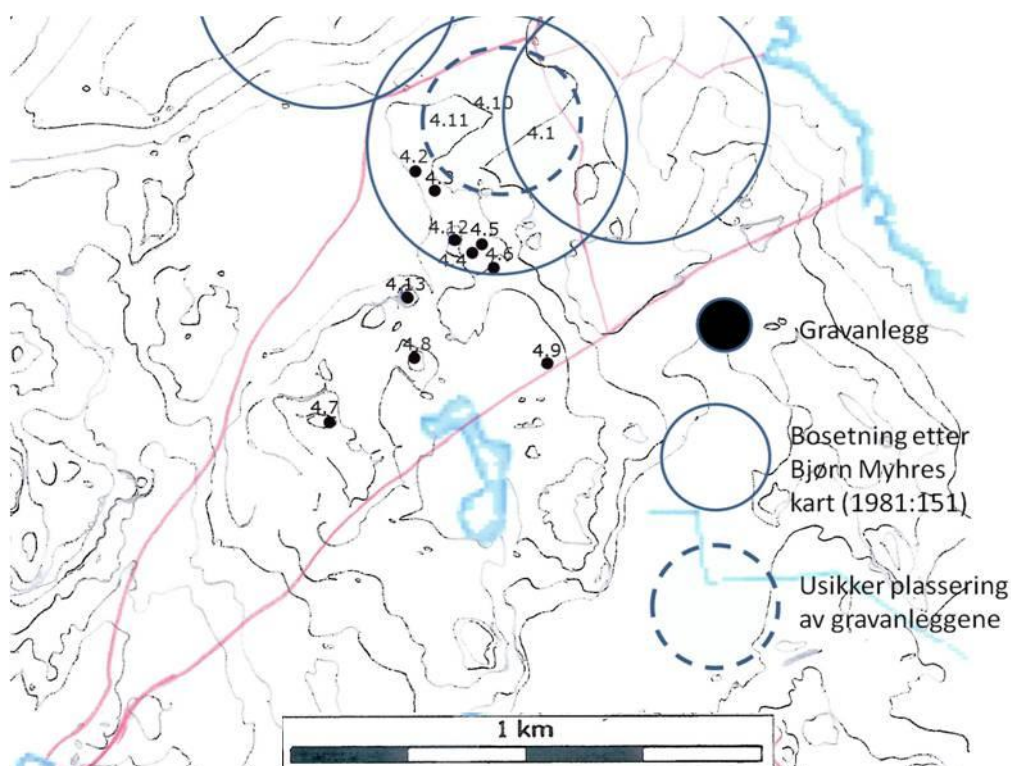 4.10
4.11
4.1
4.2
4.3
4.12
4.5
4.4
4.6
4.13
4.8
4.9
4.7
Gravanlegg
Bosetning etter
Bjørn Myhres
kart (1981:151)
Usikker plassering
av gravanleggene
1 km